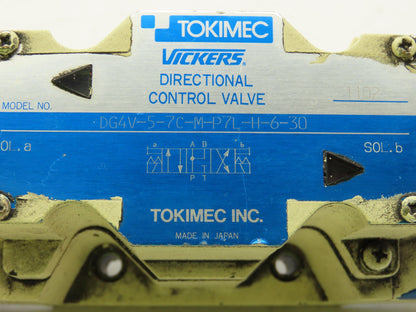 TOKIMEC
VICKERS®
DIRECTIONAL
CONTROL VALVE
MODEL NO.
DG4V-5-7C-M-P7L-H-6-30
OL.a
a A B b
P T
SOL.b
TOKIMEC INC.
MADE IN JAPAN